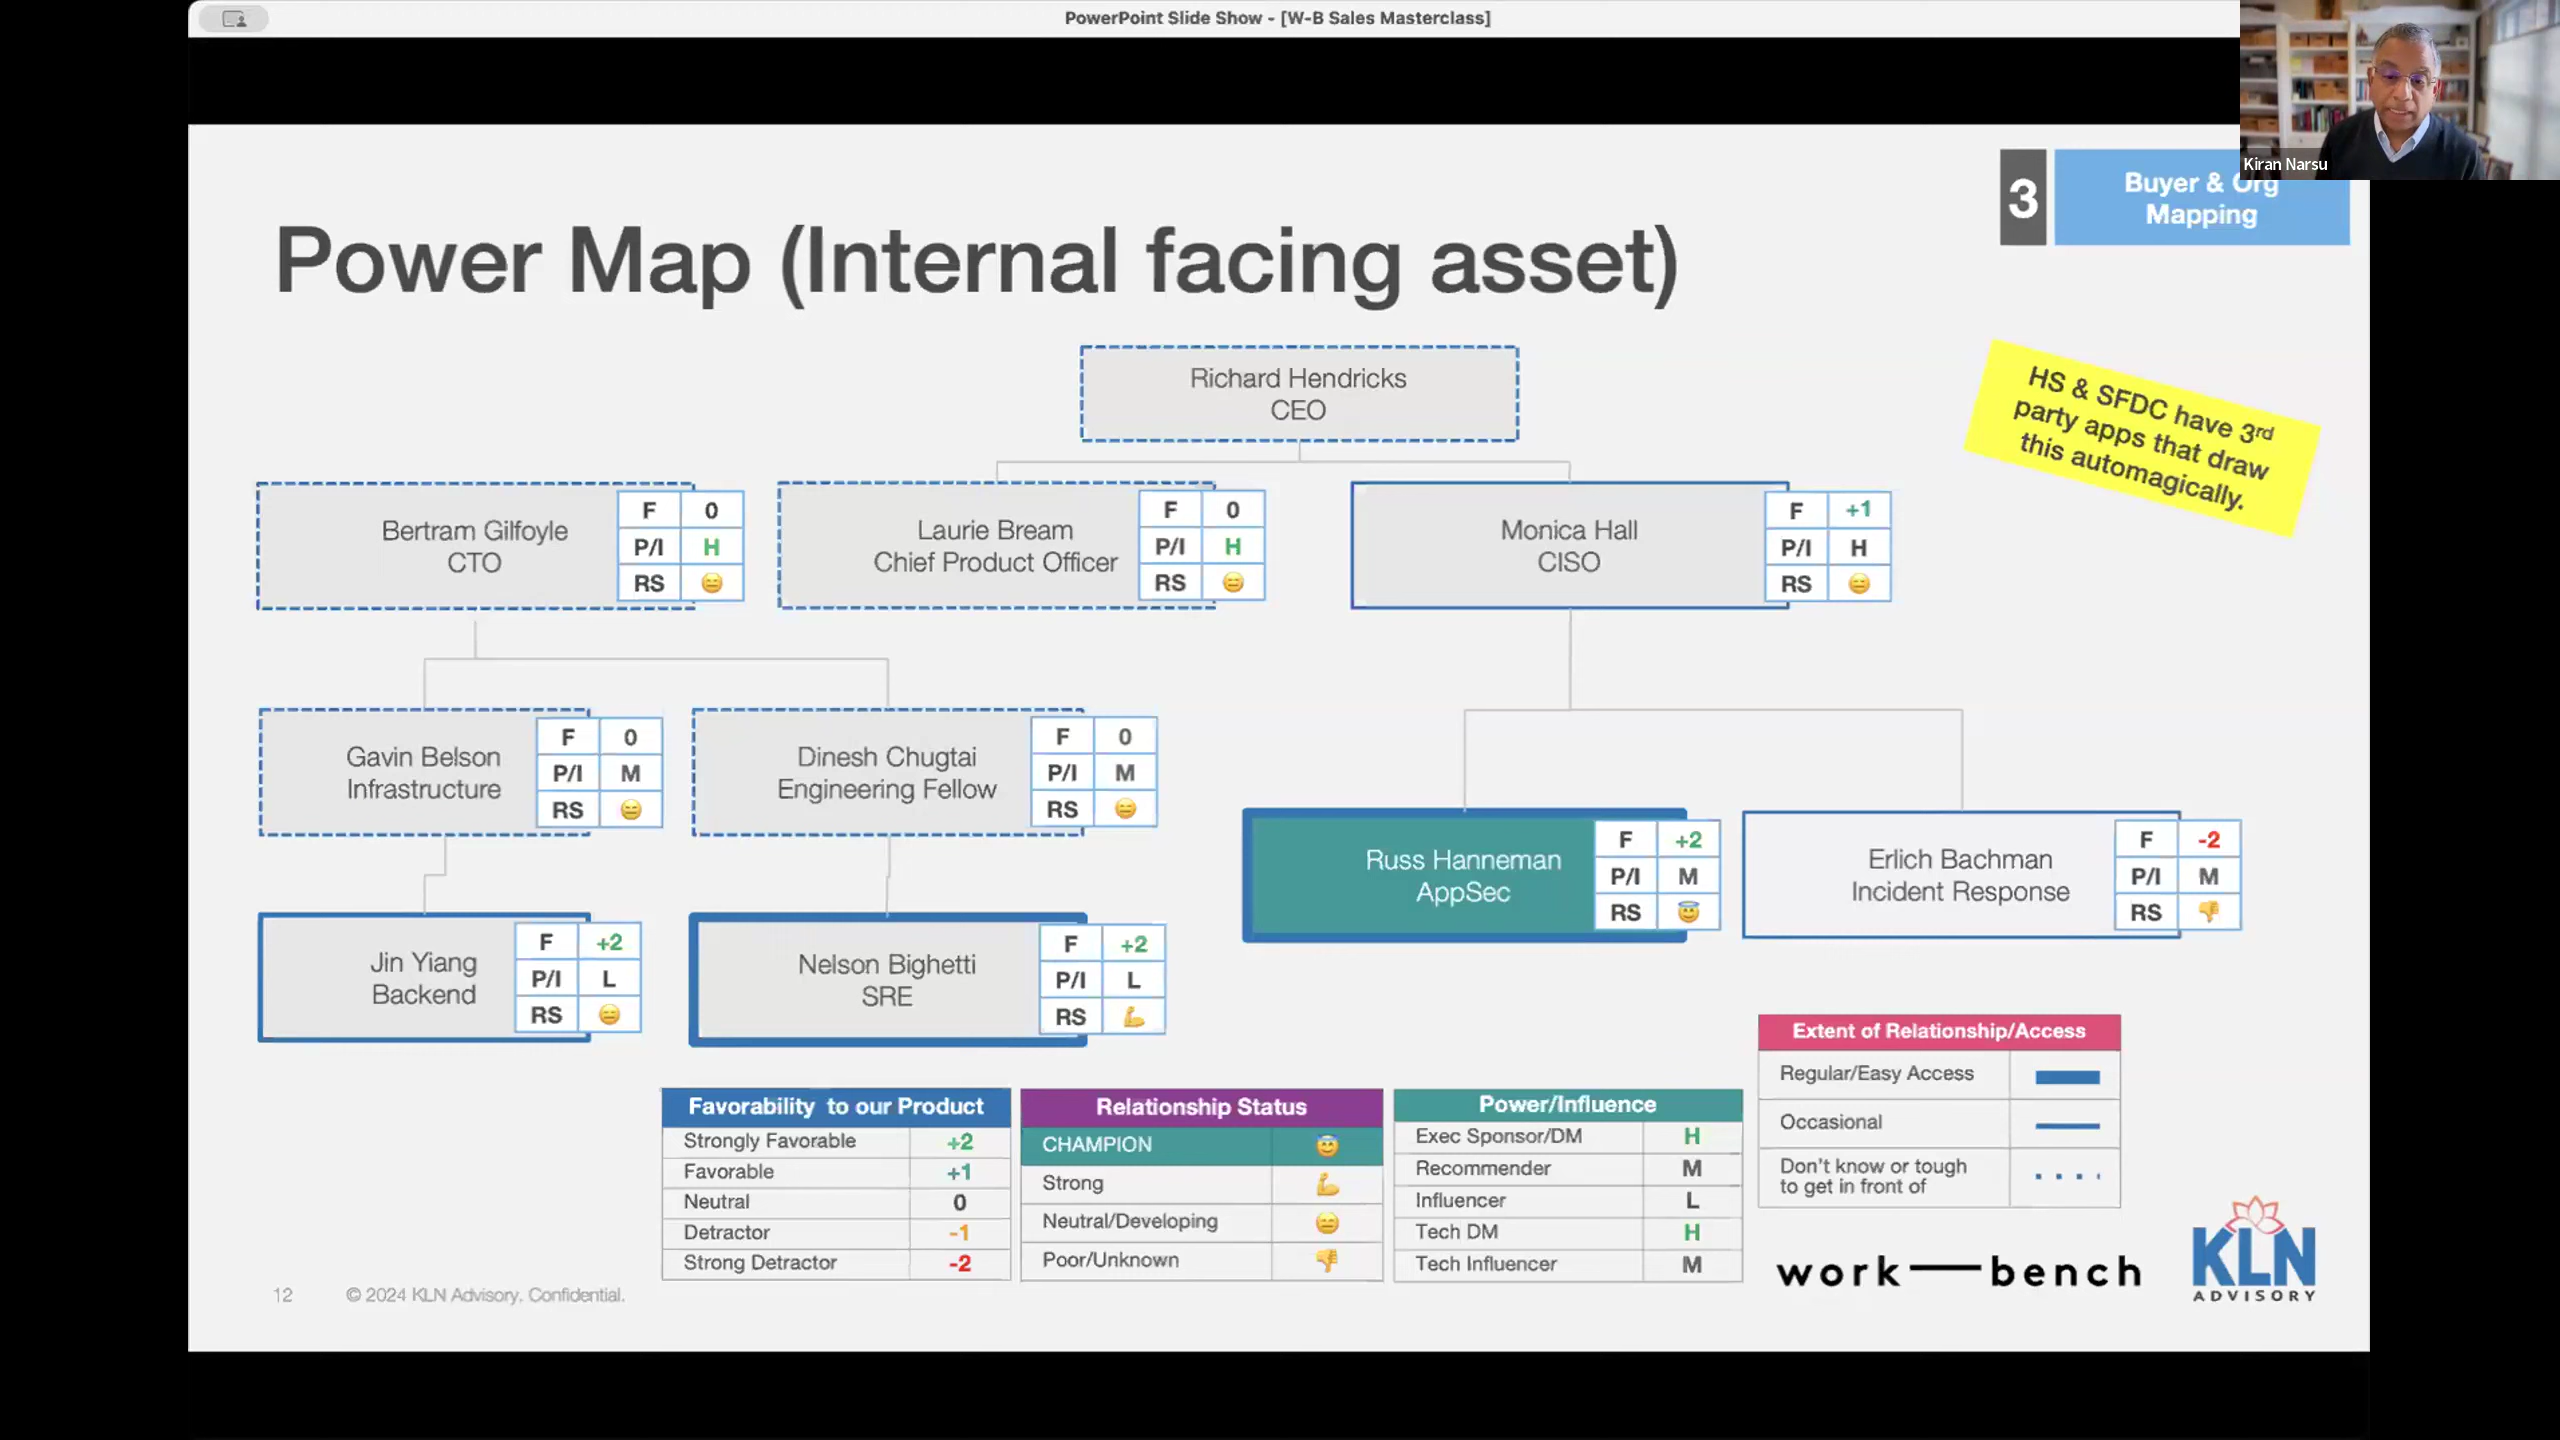 PowerPoint Slide Show - [W-B Sales Masterclass]
Kiran Narsu
3
Buyer & Org
Mapping
Power Map (Internal facing asset)
HS & SFDC have 3rd
party apps that draw
this automagically.
Richard Hendricks
CEO
Bertram Gilfoyle
CTO
F 0
P/I H
RS 😑
Laurie Bream
Chief Product Officer
F 0
P/I H
RS 😑
Monica Hall
CISO
F +1
P/I H
RS 😑
Gavin Belson
Infrastructure
F 0
P/I M
RS 😑
Dinesh Chugtai
Engineering Fellow
F 0
P/I M
RS 😑
Russ Hanneman
AppSec
F +2
P/I M
RS 😇
Erlich Bachman
Incident Response
F -2
P/I M
RS 👎
Jin Yiang
Backend
F +2
P/I L
RS 😑
Nelson Bighetti
SRE
F +2
P/I L
RS 💪
Favorability to our Product
Strongly Favorable +2
Favorable +1
Neutral 0
Detractor -1
Strong Detractor -2
Relationship Status
CHAMPION 😇
Strong 💪
Neutral/Developing 😑
Poor/Unknown 👎
Power/Influence
Exec Sponsor/DM H
Recommender M
Influencer L
Tech DM H
Tech Influencer M
Extent of Relationship/Access
Regular/Easy Access
Occasional
Don't know or tough
to get in front of
work—bench
KLN
ADVISORY
12
© 2024 KLN Advisory. Confidential.